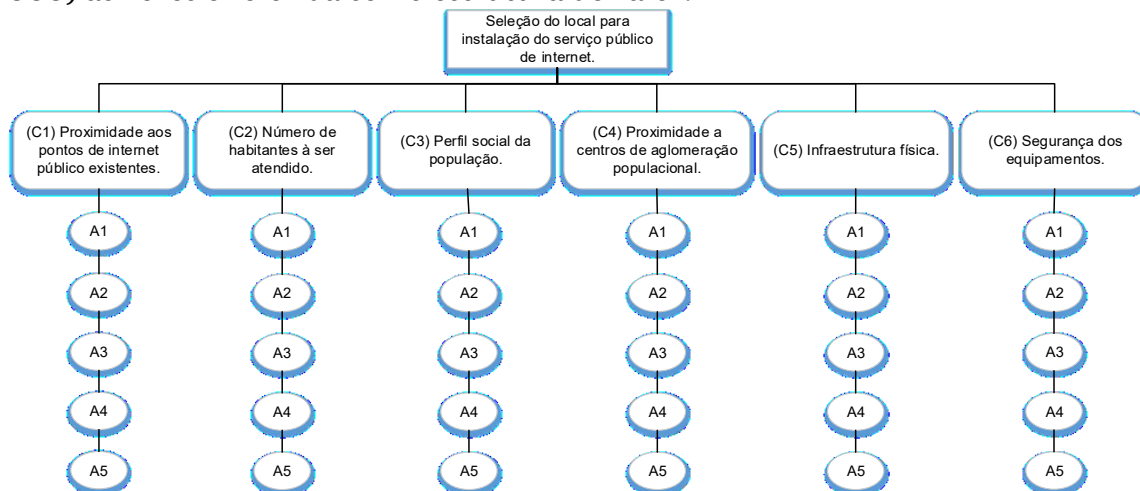 Seleção do local para
instalação do serviço público
de internet.
(C1) Proximidade aos
pontos de internet
público existentes.
(C2) Número de
habitantes à ser
atendido.
(C3) Perfil social da
população.
(C4) Proximidade a
centros de aglomeração
populacional.
(C5) Infraestrutura física.
(C6) Segurança dos
equipamentos.
A1 A1 A1 A1 A1 A1
A2 A2 A2 A2 A2 A2
A3 A3 A3 A3 A3 A3
A4 A4 A4 A4 A4 A4
A5 A5 A5 A5 A5 A5